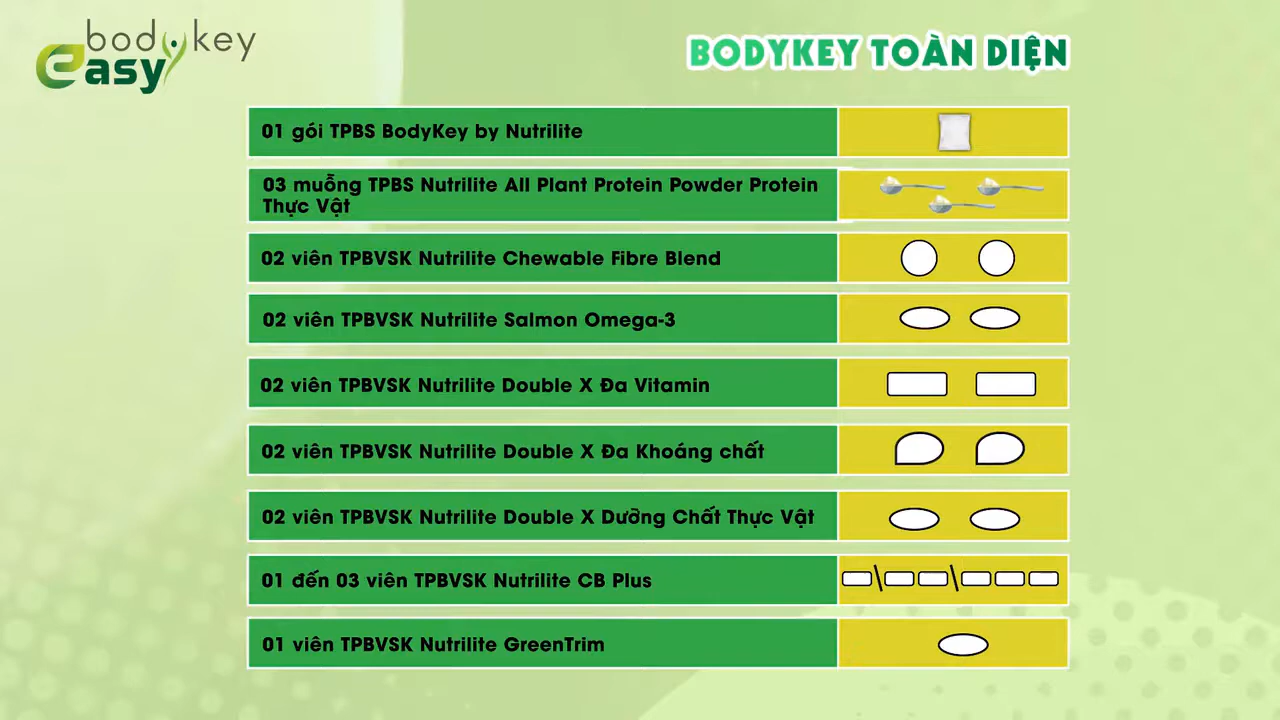 bodykey
easy
BODYKEY TOÀN DIỆN
01 gói TPBS BodyKey by Nutrilite
03 muỗng TPBS Nutrilite All Plant Protein Powder Protein
Thực Vật
02 viên TPBVSK Nutrilite Chewable Fibre Blend
02 viên TPBVSK Nutrilite Salmon Omega-3
02 viên TPBVSK Nutrilite Double X Đa Vitamin
02 viên TPBVSK Nutrilite Double X Đa Khoáng chất
02 viên TPBVSK Nutrilite Double X Dưỡng Chất Thực Vật
01 đến 03 viên TPBVSK Nutrilite CB Plus
01 viên TPBVSK Nutrilite GreenTrim